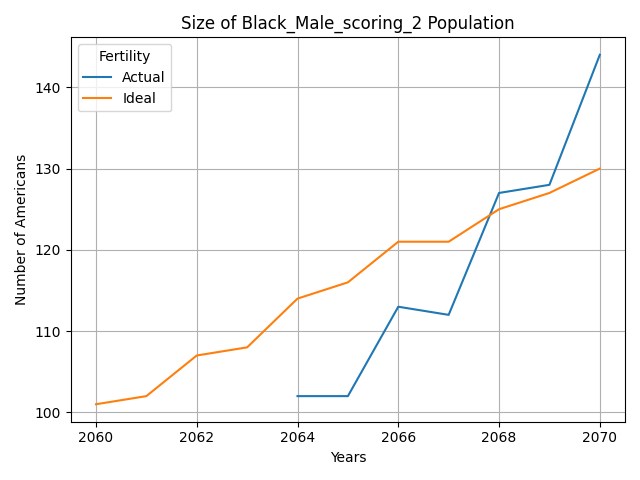 Size of Black_Male_scoring_2 Population
Fertility
Actual
Ideal
Number of Americans
140
130
120
110
100
2060
2062
2064
2066
2068
2070
Years